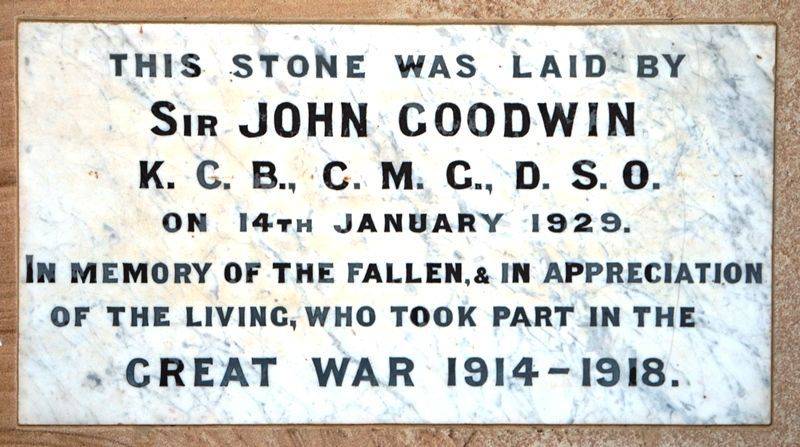 THIS STONE WAS LAID BY
SIR JOHN GOODWIN
K. C. B., C. M. G., D. S. O.
ON 14TH JANUARY 1929.
IN MEMORY OF THE FALLEN, & IN APPRECIATION
OF THE LIVING, WHO TOOK PART IN THE
GREAT WAR 1914-1918.